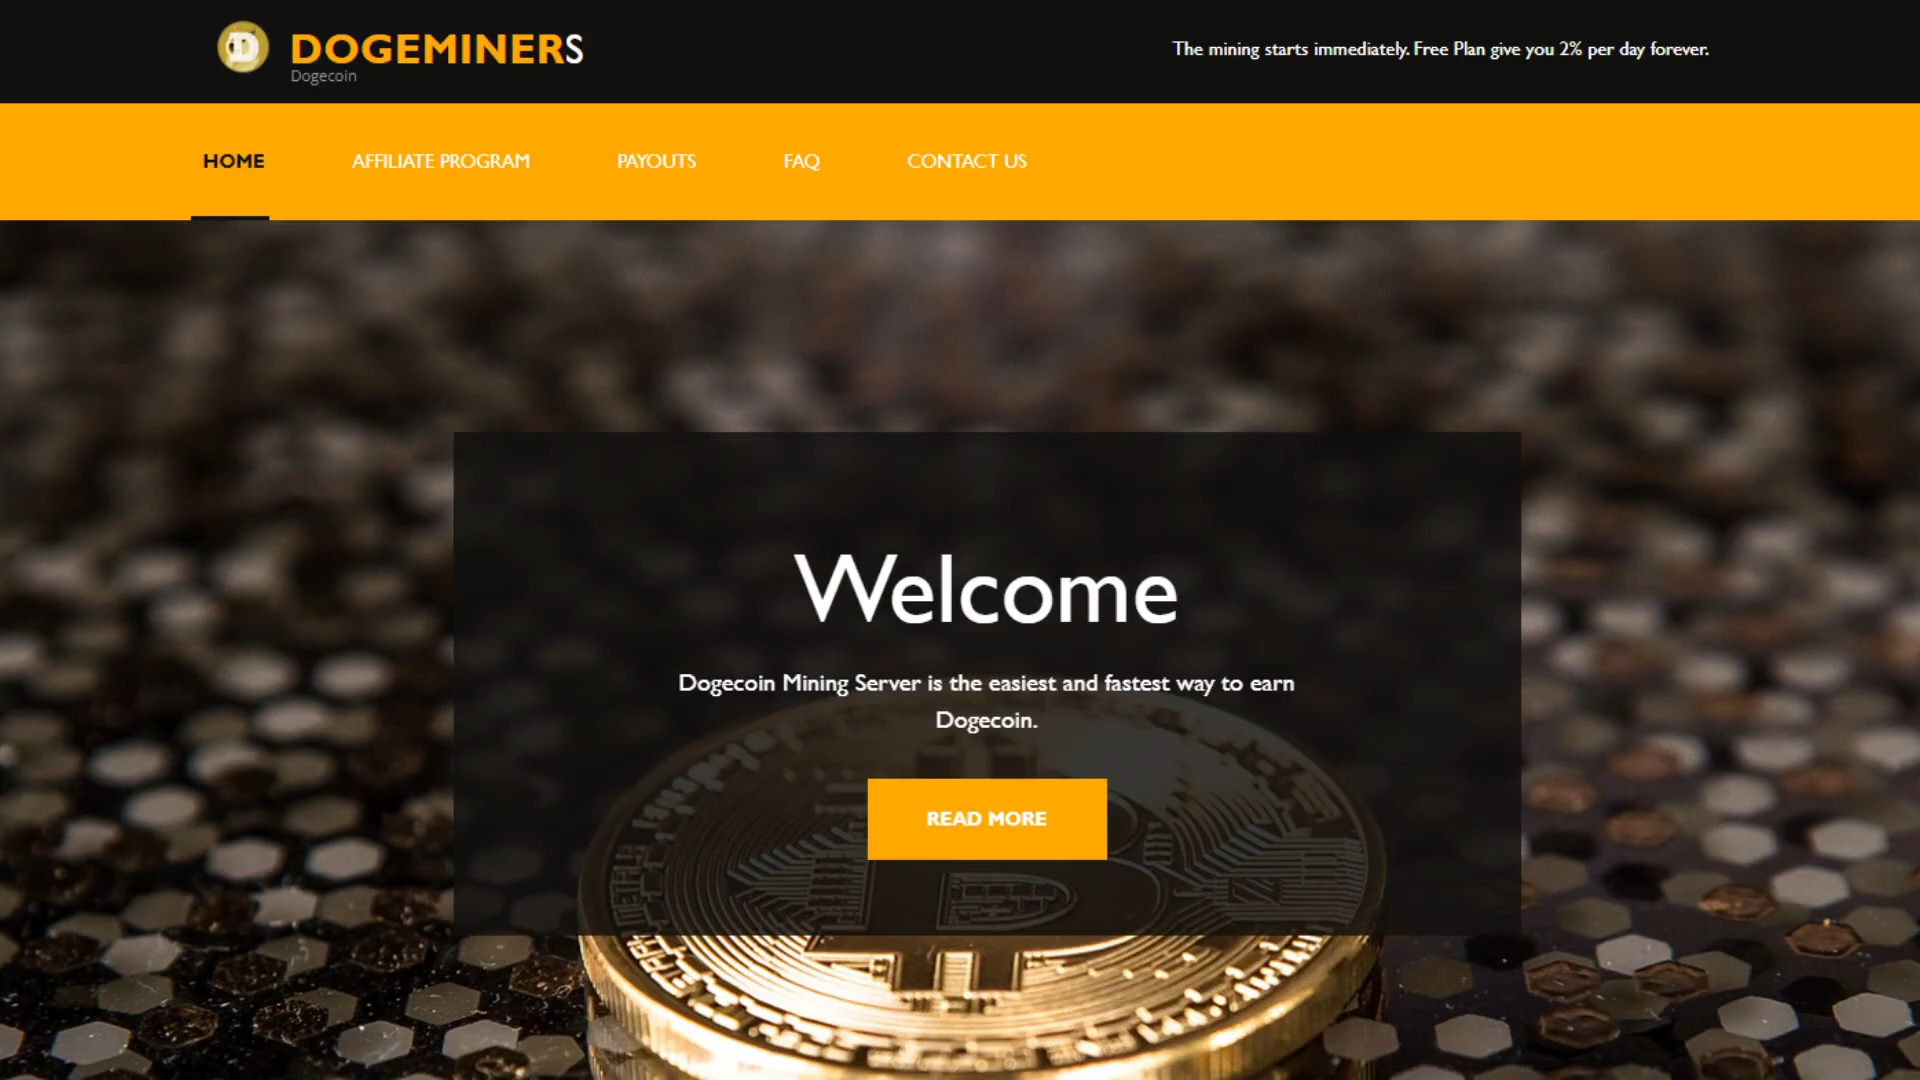 DOGEMINERS
Dogecoin
The mining starts immediately. Free Plan give you 2% per day forever.
HOME
AFFILIATE PROGRAM
PAYOUTS
FAQ
CONTACT US
Welcome
Dogecoin Mining Server is the easiest and fastest way to earn
Dogecoin.
READ MORE